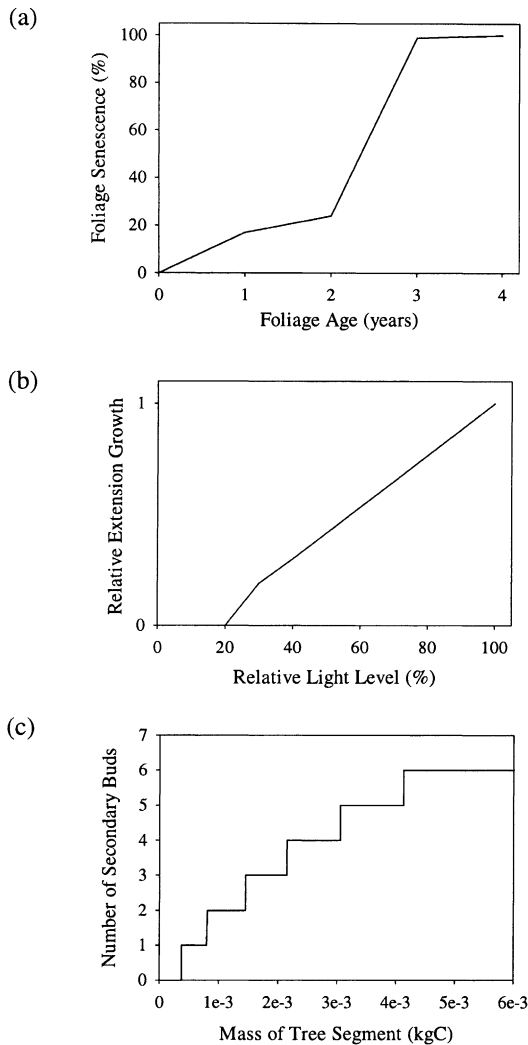 (a)
Foliage Senescence (%)
100
80
60
40
20
0
0 1 2 3 4
Foliage Age (years)
(b)
Relative Extension Growth
1
0
0 20 40 60 80 100
Relative Light Level (%)
(c)
Number of Secondary Buds
7
6
5
4
3
2
1
0
0 1e-3 2e-3 3e-3 4e-3 5e-3 6e-3
Mass of Tree Segment (kgC)